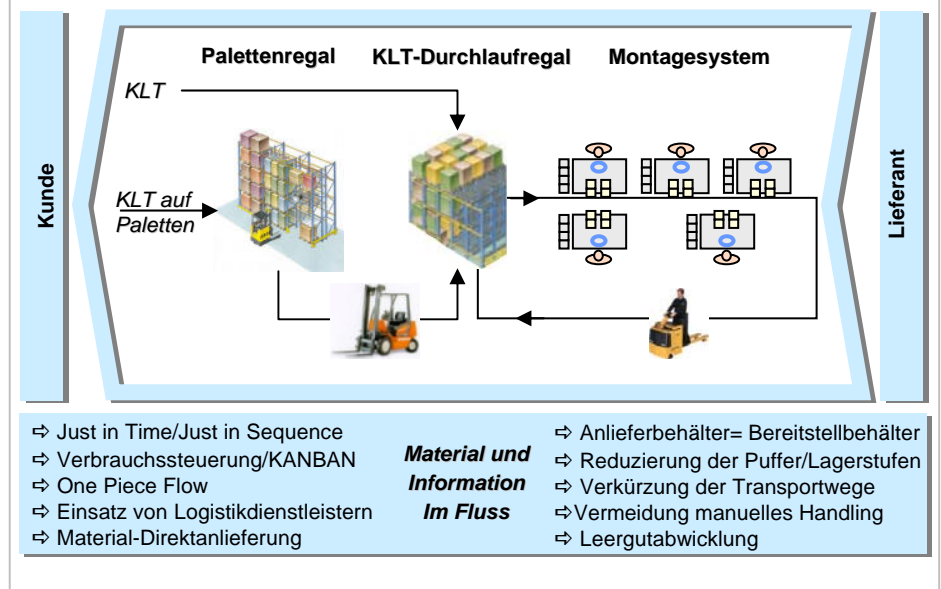 Kunde
Palettenregal
KLT-Durchlaufregal
Montagesystem
KLT
KLT auf
Paletten
Lieferant
⇨ Just in Time/Just in Sequence
⇨ Verbrauchssteuerung/KANBAN
⇨ One Piece Flow
⇨ Einsatz von Logistikdienstleistern
⇨ Material-Direktanlieferung
Material und
Information
Im Fluss
⇨ Anlieferbehälter= Bereitstellbehälter
⇨ Reduzierung der Puffer/Lagerstufen
⇨ Verkürzung der Transportwege
⇨Vermeidung manuelles Handling
⇨ Leergutabwicklung